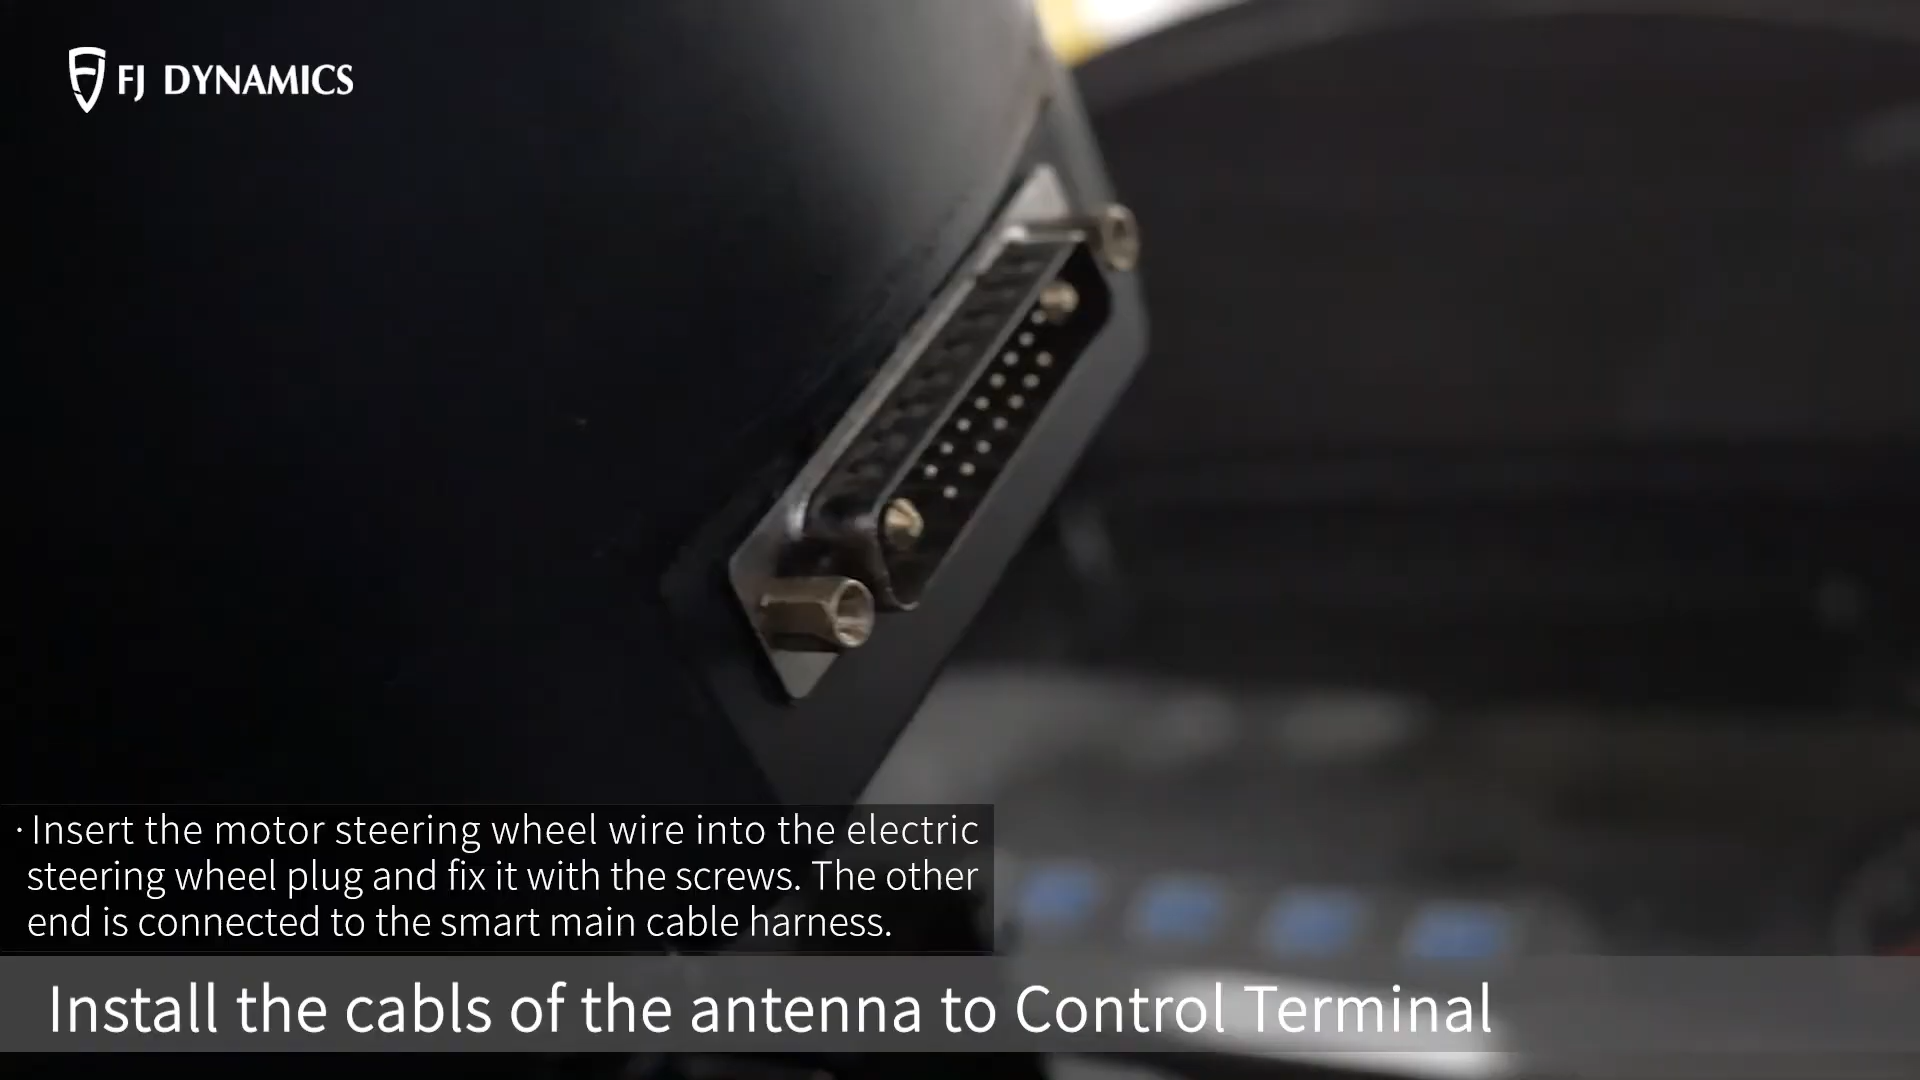 FJ DYNAMICS
· Insert the motor steering wheel wire into the electric
steering wheel plug and fix it with the screws. The other
end is connected to the smart main cable harness.
Install the cabls of the antenna to Control Terminal